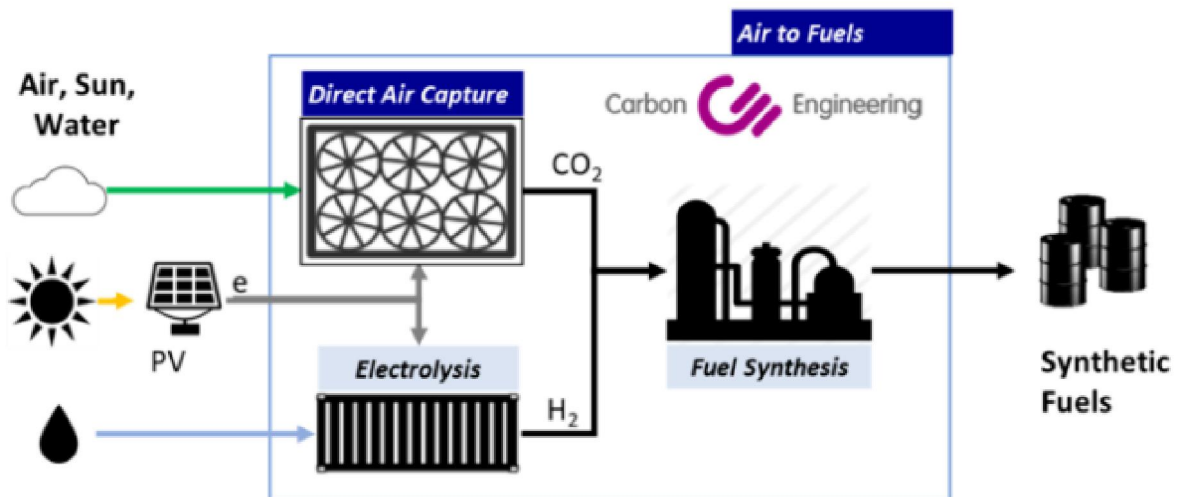 Air to Fuels
Air, Sun,
Water
Direct Air Capture
Carbon Engineering
CO₂
e
PV
Electrolysis
H₂
Fuel Synthesis
Synthetic
Fuels